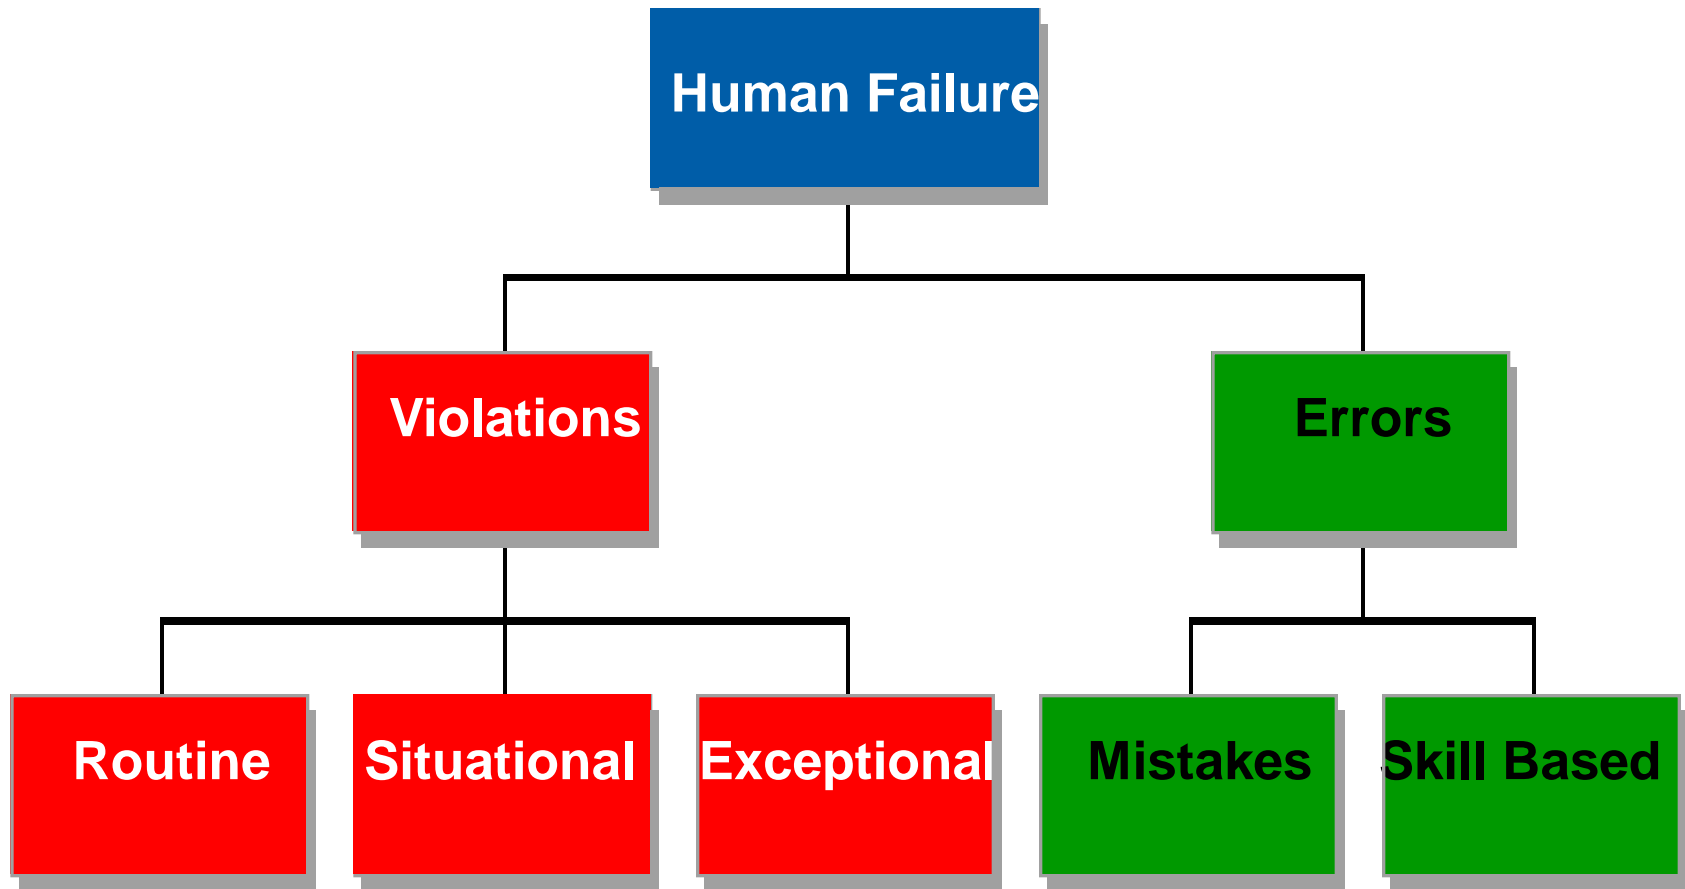 Human Failure
Violations
Errors
Routine
Situational
Exceptional
Mistakes
Skill Based